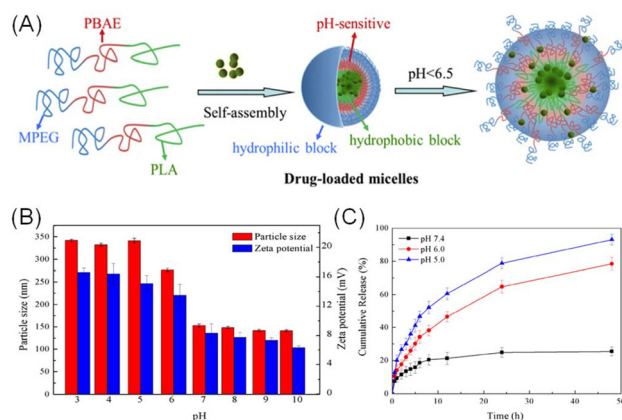 (A)
PBAE
pH-sensitive
pH<6.5
Self-assembly
MPEG
PLA
hydrophilic block
hydrophobic block
Drug-loaded micelles
(B)
Particle size
Zeta potential
350
300
250
200
150
100
50
0
Particle size (nm)
3 4 5 6 7 8 9 10
pH
20
16
12
8
4
0
Zeta potential (mV)
(C)
pH 7.4
pH 6.0
pH 5.0
100
80
60
40
20
0
Cumulative Release (%)
0 10 20 30 40 50
Time (h)